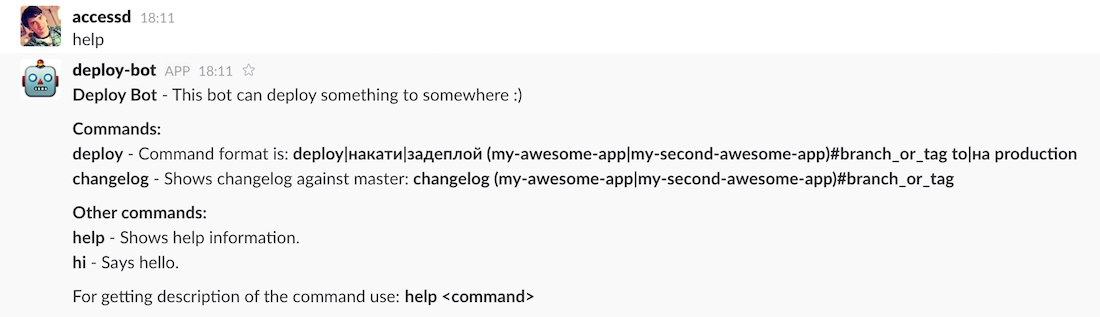 accessd 18:11
help
deploy-bot APP 18:11
Deploy Bot - This bot can deploy something to somewhere :)
Commands:
deploy - Command format is: deploy|накати|задеплой (my-awesome-app|my-second-awesome-app)#branch_or_tag to|на production
changelog - Shows changelog against master: changelog (my-awesome-app|my-second-awesome-app)#branch_or_tag
Other commands:
help - Shows help information.
hi - Says hello.
For getting description of the command use: help <command>